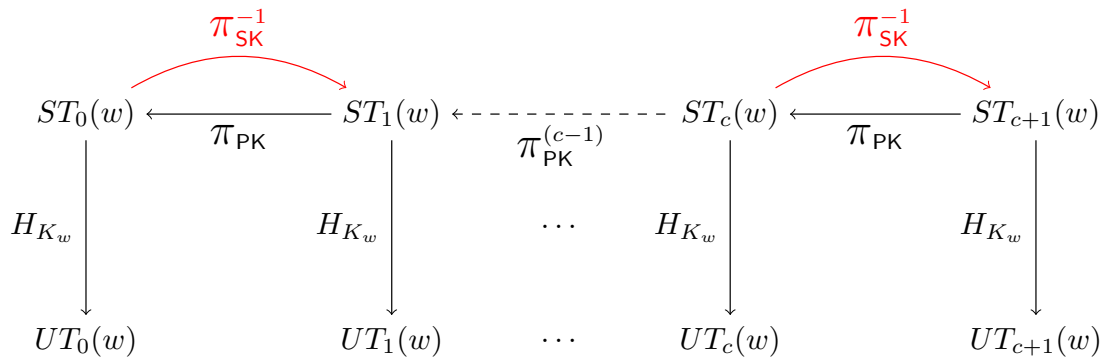 π_SK^{-1} π_SK^{-1}
ST_0(w) ST_1(w) ST_c(w) ST_{c+1}(w)
π_PK π_PK^{(c−1)} π_PK
H_{K_w} H_{K_w} ⋯ H_{K_w} H_{K_w}
UT_0(w) UT_1(w) ⋯ UT_c(w) UT_{c+1}(w)